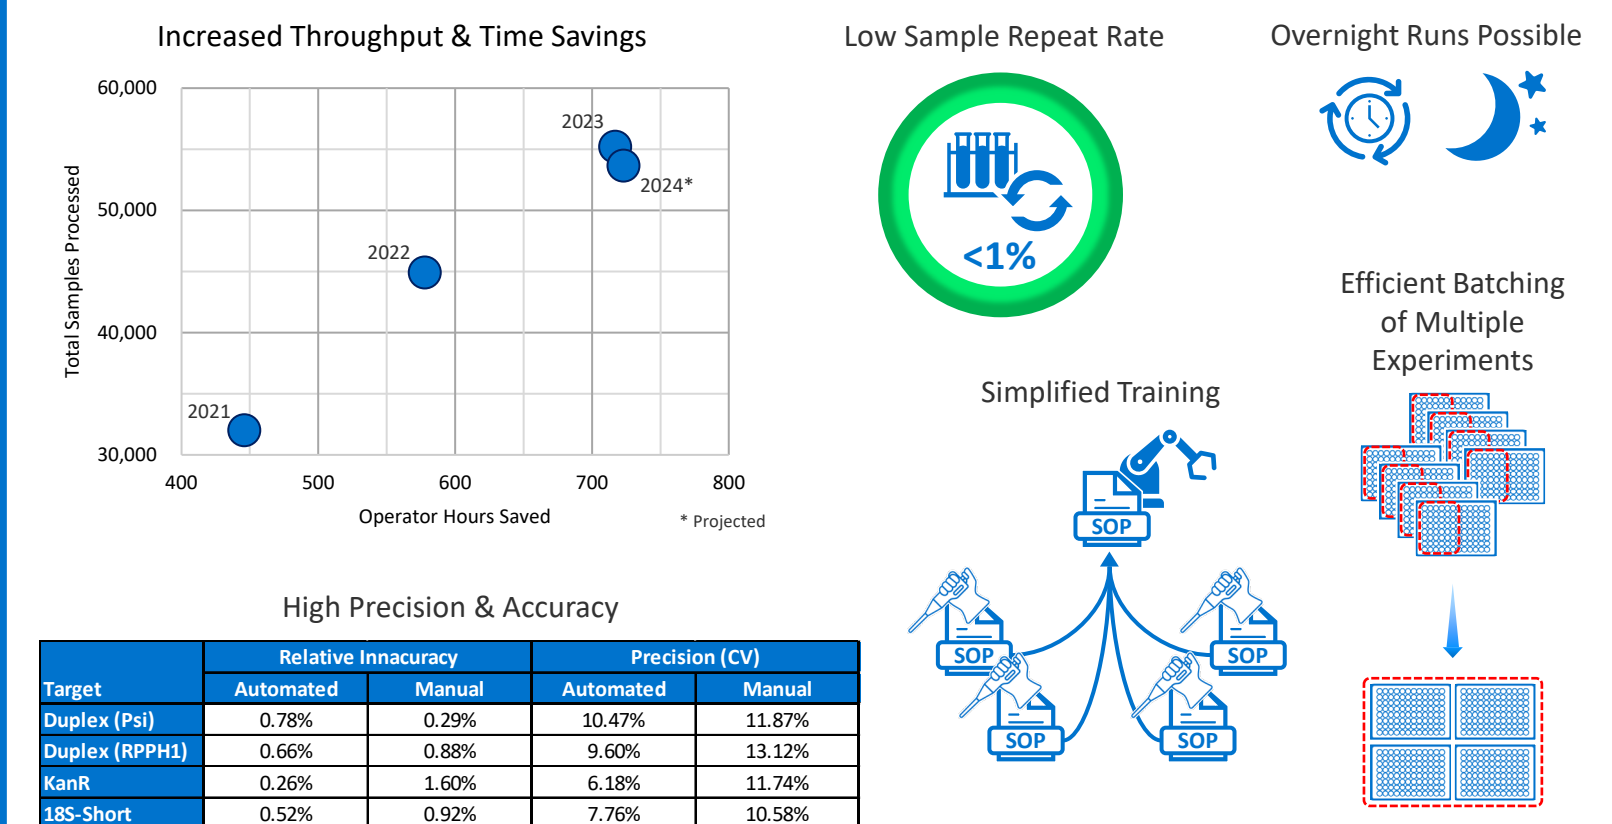 Increased Throughput & Time Savings
60,000
50,000
40,000
30,000
Total Samples Processed
2023
2024*
2022
2021
400 500 600 700 800
Operator Hours Saved
* Projected
Low Sample Repeat Rate
<1%
Overnight Runs Possible
Efficient Batching
of Multiple
Experiments
Simplified Training
SOP
SOP
SOP
SOP
SOP
High Precision & Accuracy
Relative Innacuracy Precision (CV)
Target Automated Manual Automated Manual
Duplex (Psi) 0.78% 0.29% 10.47% 11.87%
Duplex (RPPH1) 0.66% 0.88% 9.60% 13.12%
KanR 0.26% 1.60% 6.18% 11.74%
18S-Short 0.52% 0.92% 7.76% 10.58%